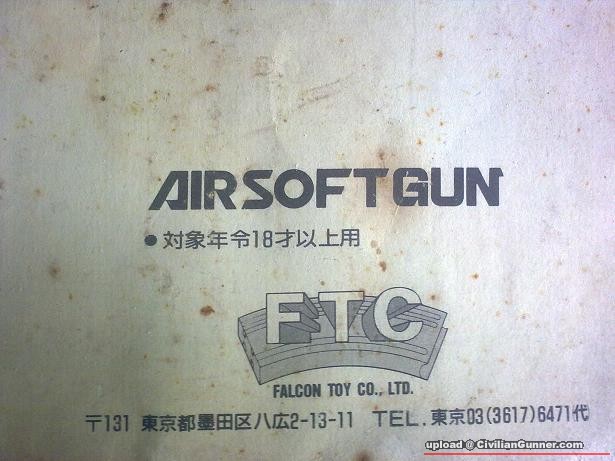 AIRSOFTGUN
●対象年令18才以上用
FTC
FALCON TOY CO., LTD.
〒131 東京都墨田区八広2-13-11 TEL.東京03(3617)6471代
upload @ CivilianGunner.com